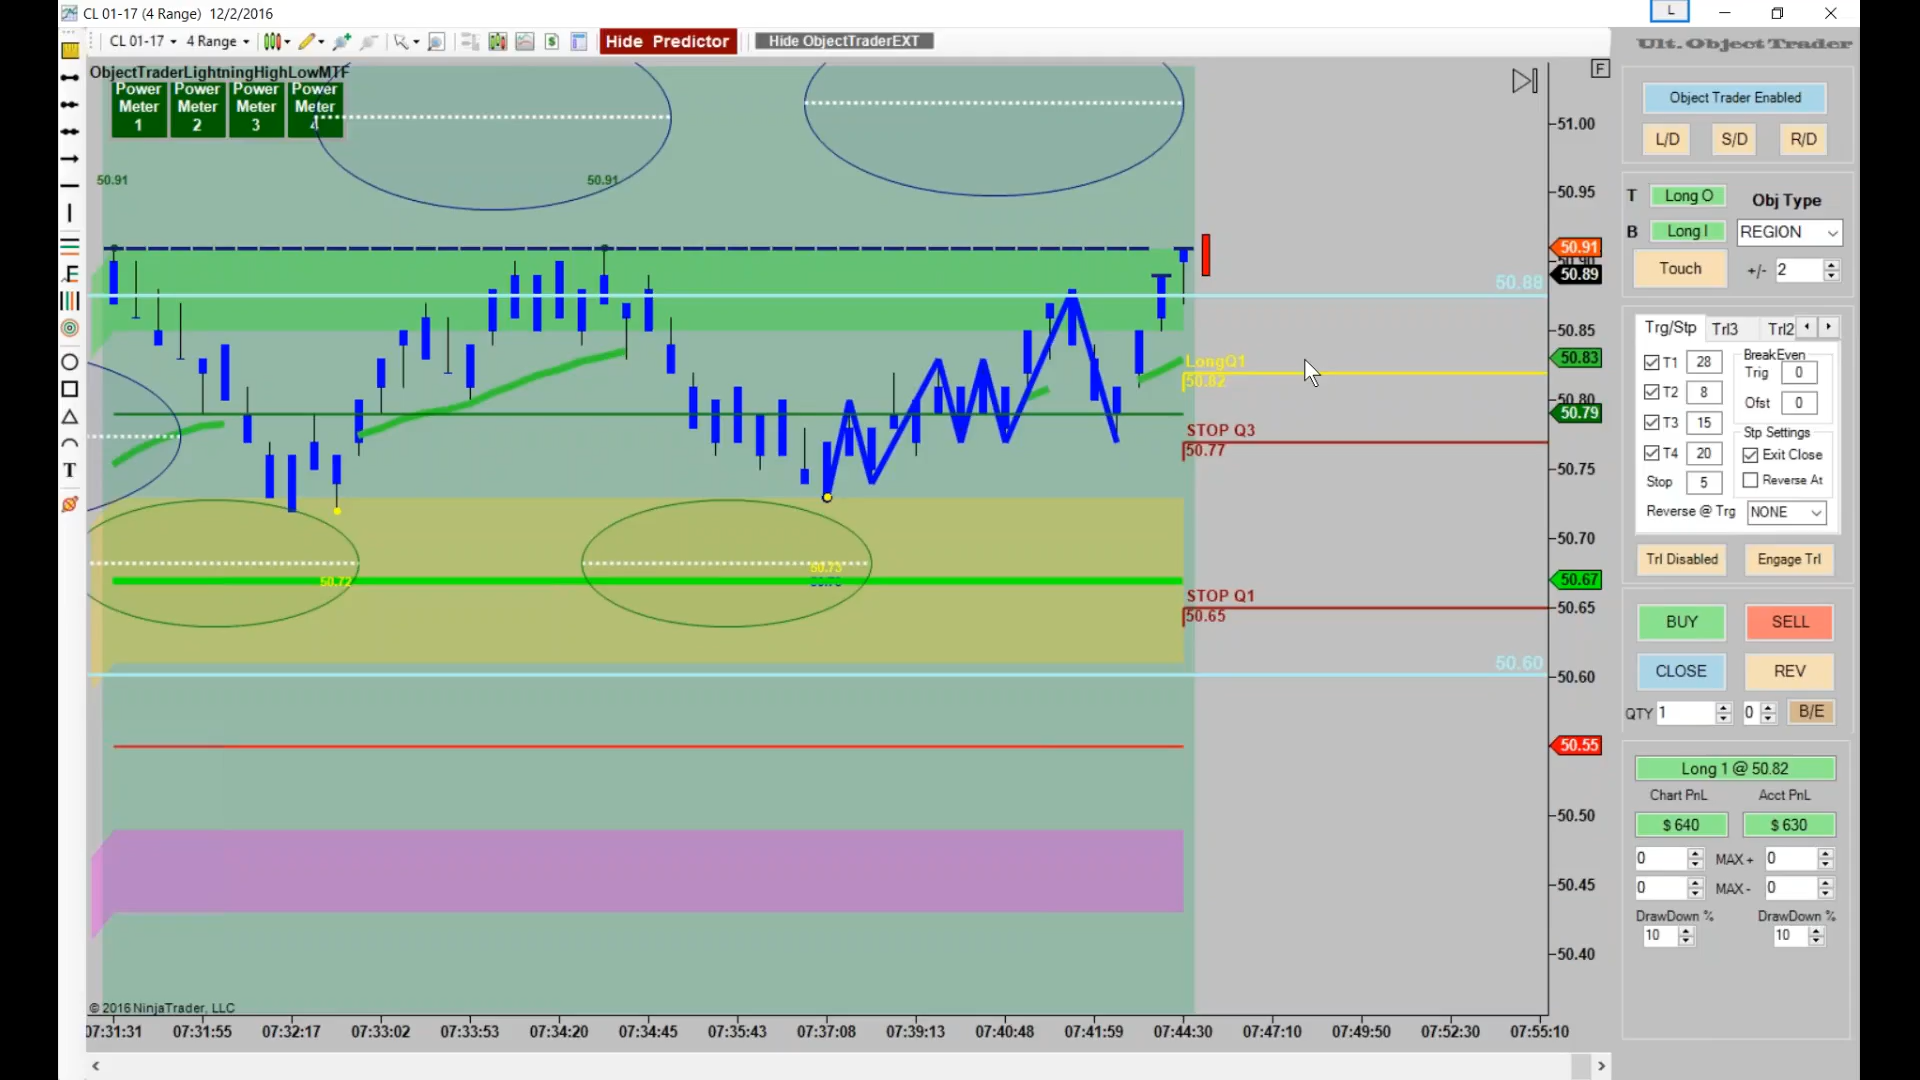 CL 01-17 (4 Range) 12/2/2016
L
CL 01-17
4 Range
Hide Predictor
Hide ObjectTraderEXT
Ult. Object Trader
ObjectTraderLightningHighLowMTF
Power Meter 1
Power Meter 2
Power Meter 3
Power Meter 4
50.91
50.91
F
E
T
50.88
LongQ1
50.82
STOP Q3
50.77
50.72
50.73
STOP Q1
50.65
50.60
51.00
50.95
50.91
50.90
50.89
50.85
50.83
50.80
50.79
50.75
50.70
50.67
50.65
50.60
50.55
50.50
50.45
50.40
© 2016 NinjaTrader, LLC
07:31:31 07:31:55 07:32:17 07:33:02 07:33:53 07:34:20 07:34:45 07:35:43 07:37:08 07:39:13 07:40:48 07:41:59 07:44:30 07:47:10 07:49:50 07:52:30 07:55:10
Object Trader Enabled
L/D S/D R/D
T Long O Obj Type
B Long I REGION
Touch +/- 2
Trg/Stp Trl3 Trl2
T1 28
BreakEven
Trig 0
T2 8
Ofst 0
T3 15
Stp Settings
T4 20
Exit Close
Stop 5
Reverse At
Reverse @ Trg NONE
Trl Disabled Engage Trl
BUY SELL
CLOSE REV
QTY 1 0 B/E
Long 1 @ 50.82
Chart PnL Acct PnL
$ 640 $ 630
0 MAX + 0
0 MAX - 0
DrawDown % DrawDown %
10 10